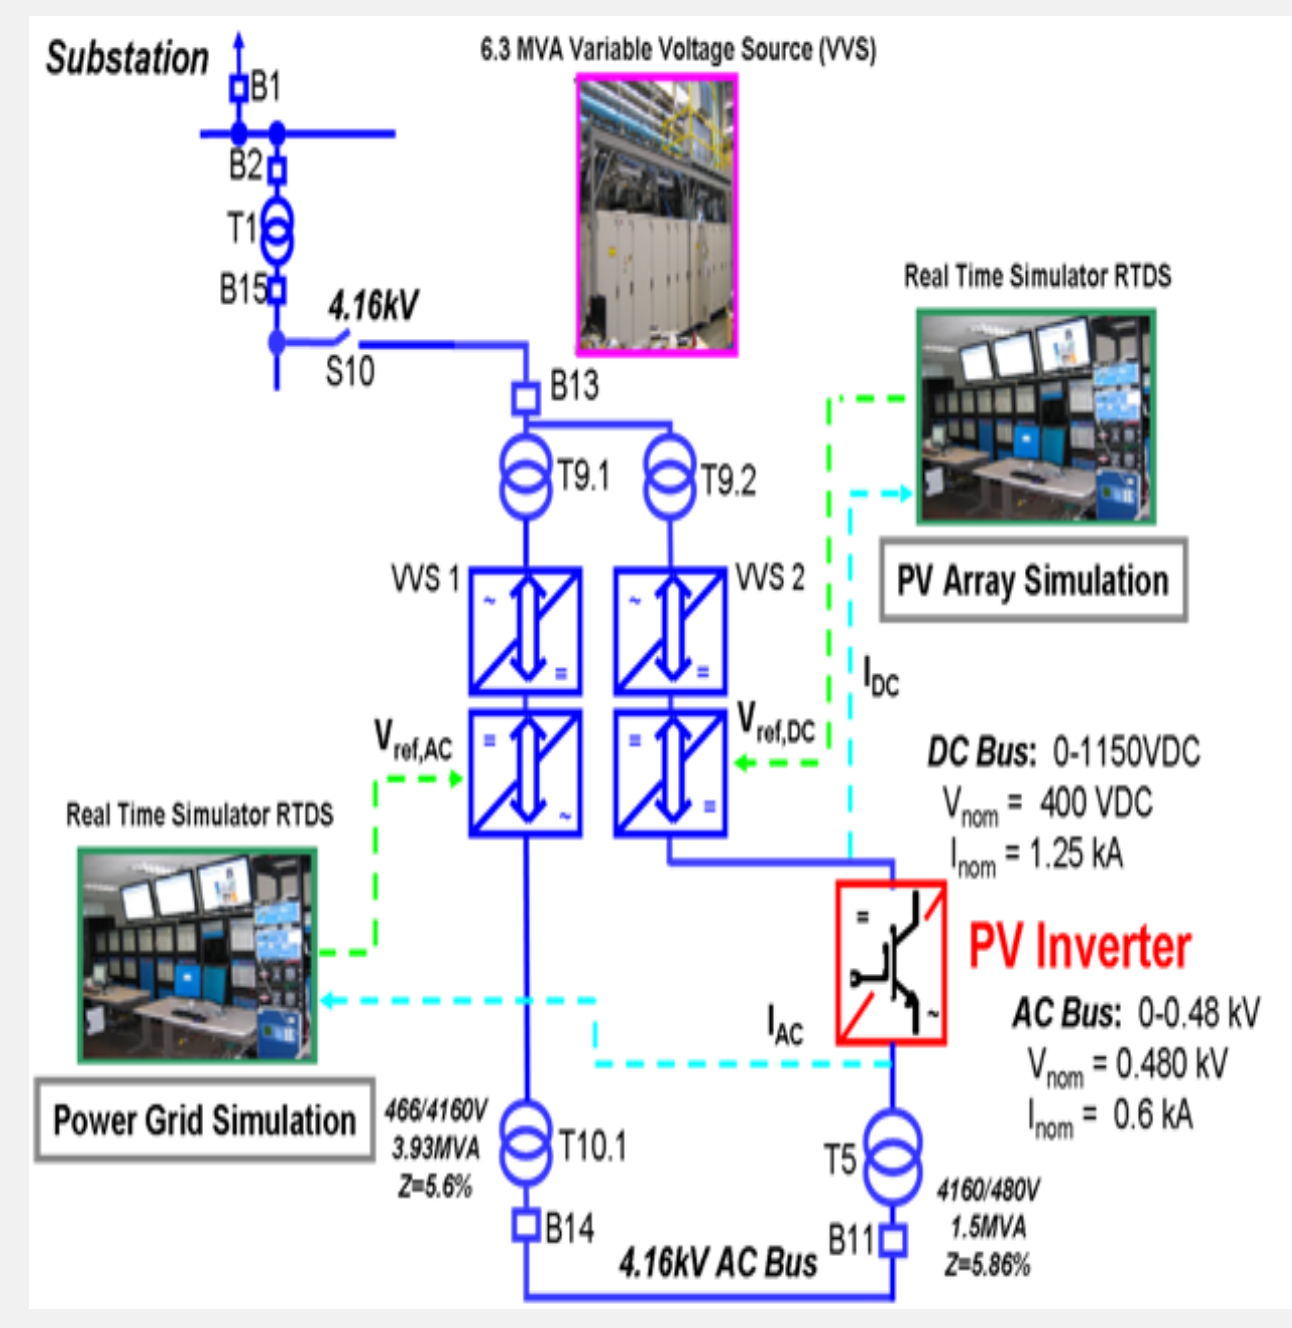 Substation
6.3 MVA Variable Voltage Source (VVS)
B1
B2
T1
B15
4.16kV
S10
B13
T9.1
T9.2
Real Time Simulator RTDS
PV Array Simulation
VVS 1
~
=
VVS 2
~
=
IDC
Vref,AC
=
~
Vref,DC
=
=
DC Bus: 0-1150VDC
Vnom = 400 VDC
Inom = 1.25 kA
Real Time Simulator RTDS
Power Grid Simulation
=
~
PV Inverter
IAC
AC Bus: 0-0.48 kV
Vnom = 0.480 kV
Inom = 0.6 kA
466/4160V
3.93MVA
Z=5.6%
T10.1
B14
T5
4160/480V
1.5MVA
Z=5.86%
B11
4.16kV AC Bus